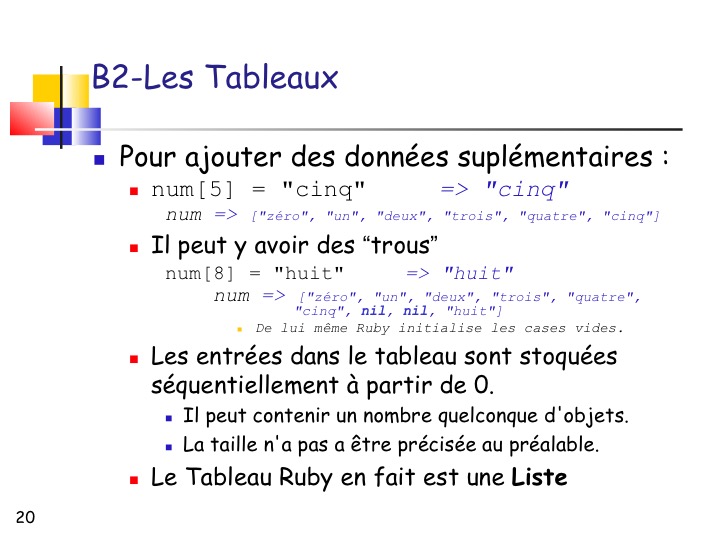 B2-Les Tableaux
Pour ajouter des données suplémentaires :
num[5] = "cinq" => "cinq"
num => ["zéro", "un", "deux", "trois", "quatre", "cinq"]
Il peut y avoir des “trous”
num[8] = "huit" => "huit"
num => ["zéro", "un", "deux", "trois", "quatre",
"cinq", nil, nil, "huit"]
De lui même Ruby initialise les cases vides.
Les entrées dans le tableau sont stoquées
séquentiellement à partir de 0.
Il peut contenir un nombre quelconque d'objets.
La taille n'a pas a être précisée au préalable.
Le Tableau Ruby en fait est une Liste
20